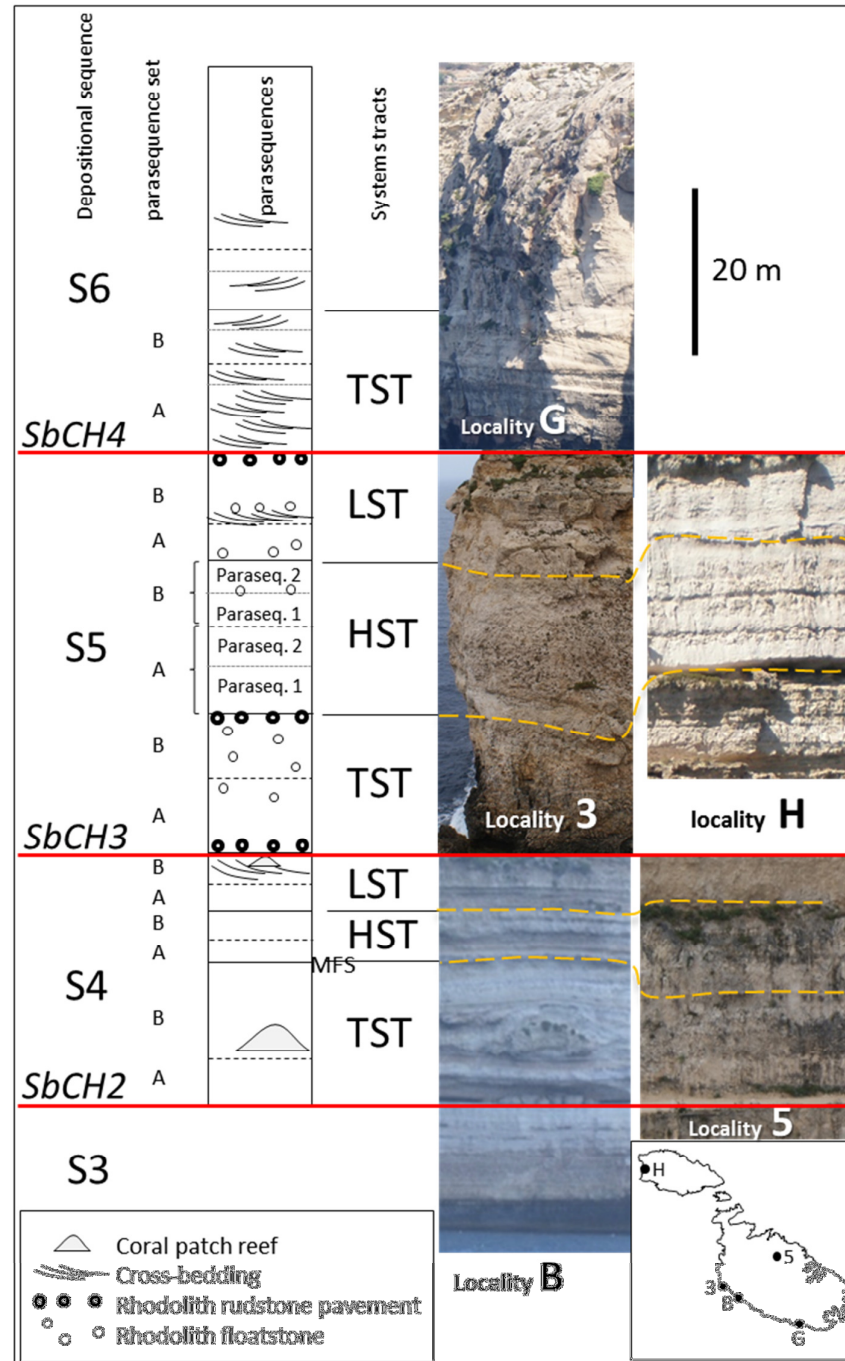 Depositional sequence
parasequence set
parasequences
Systems tracts
S6
B
A
TST
SbCH4
Locality G
20 m
S5
B
A
LST
B
Paraseq. 2
Paraseq. 1
A
Paraseq. 2
Paraseq. 1
HST
B
A
TST
SbCH3
Locality 3
locality H
S4
B
A
LST
B
A
HST
MFS
B
A
TST
SbCH2
S3
Locality B
Locality 5
Coral patch reef
Cross-bedding
Rhodolith rudstone pavement
Rhodolith floatstone
H
5
3
B
G